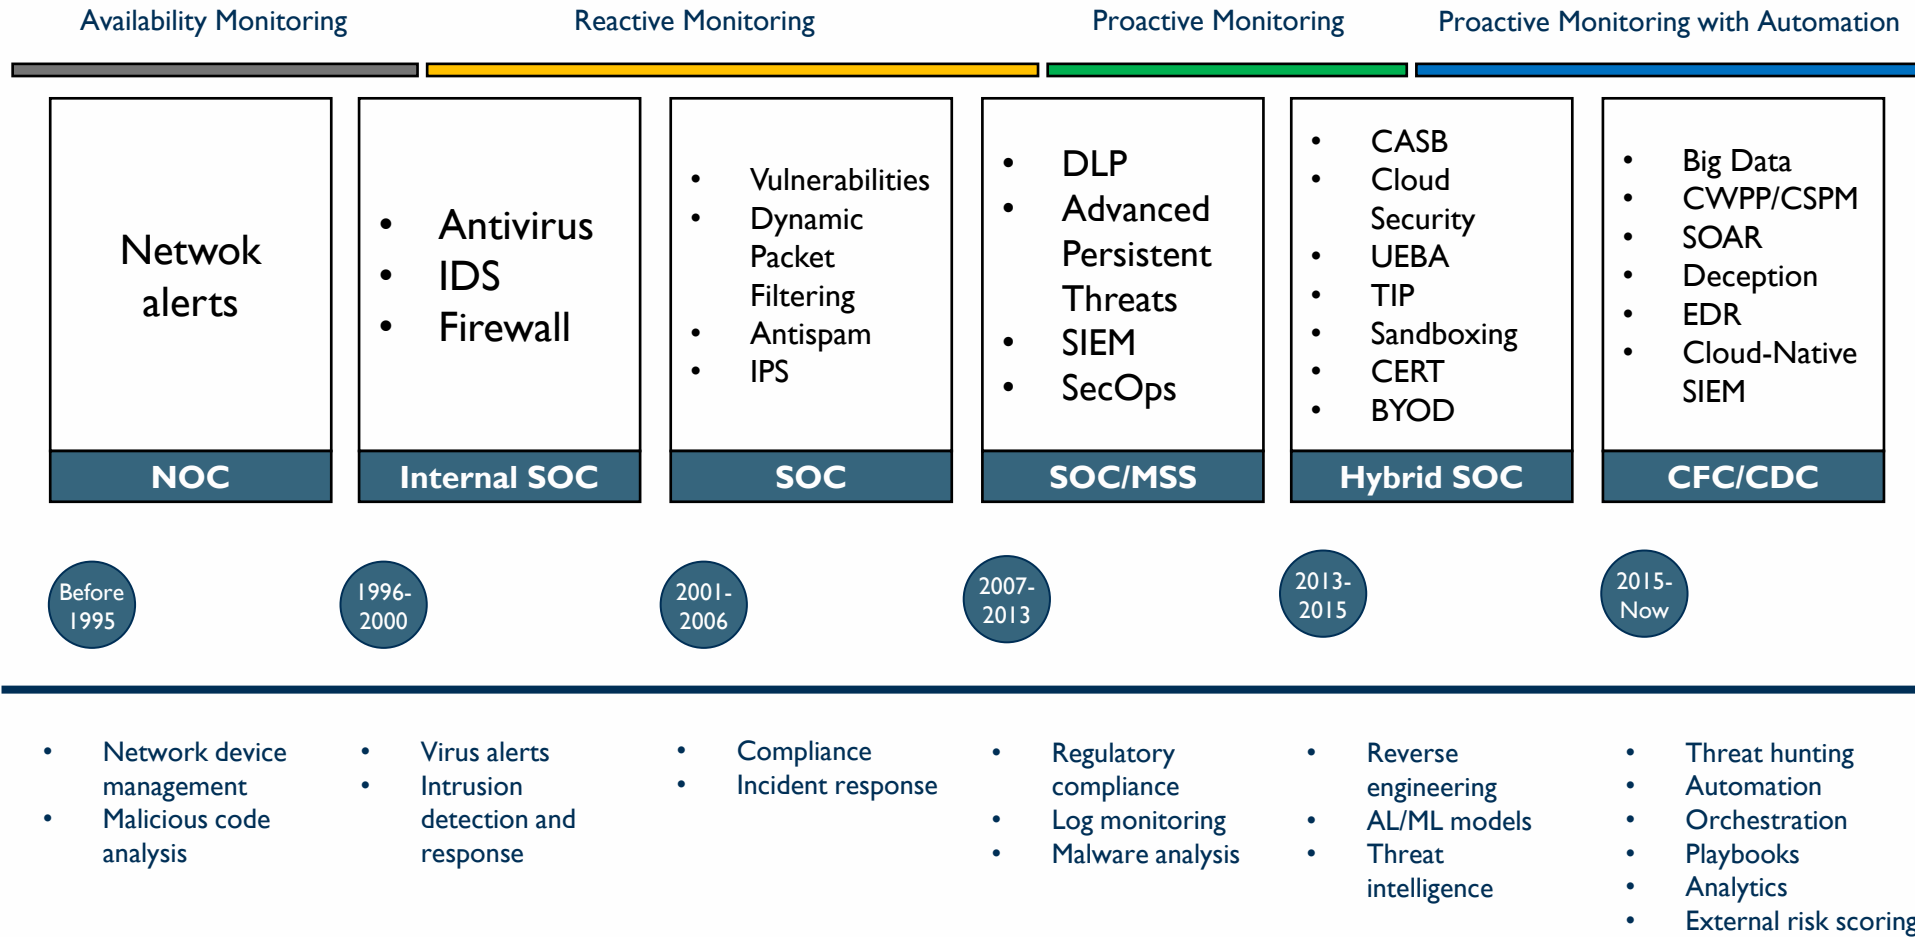 Availability Monitoring
Reactive Monitoring
Proactive Monitoring
Proactive Monitoring with Automation
Netwok
alerts
NOC
• Antivirus
• IDS
• Firewall
Internal SOC
• Vulnerabilities
• Dynamic
Packet
Filtering
• Antispam
• IPS
SOC
• DLP
• Advanced
Persistent
Threats
• SIEM
• SecOps
SOC/MSS
• CASB
• Cloud
Security
• UEBA
• TIP
• Sandboxing
• CERT
• BYOD
Hybrid SOC
• Big Data
• CWPP/CSPM
• SOAR
• Deception
• EDR
• Cloud-Native
SIEM
CFC/CDC
Before
1995
1996-
2000
2001-
2006
2007-
2013
2013-
2015
2015-
Now
• Network device
management
• Malicious code
analysis
• Virus alerts
• Intrusion
detection and
response
• Compliance
• Incident response
• Regulatory
compliance
• Log monitoring
• Malware analysis
• Reverse
engineering
• AL/ML models
• Threat
intelligence
• Threat hunting
• Automation
• Orchestration
• Playbooks
• Analytics
• External risk scoring